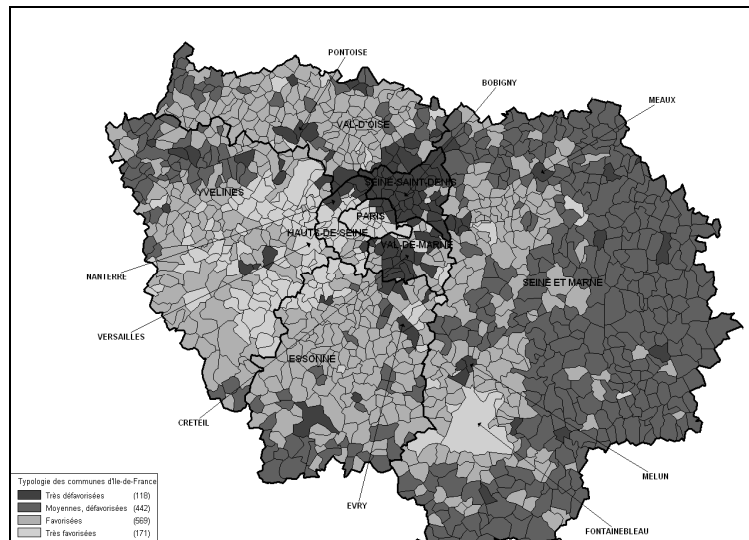 PONTOISE
BOBIGNY
MEAUX
VAL-D'OISE
SEINE-SAINT-DENIS
YVELINES
PARIS
HAUTS-DE-SEINE
VAL-DE-MARNE
NANTERRE
SEINE ET MARNE
VERSAILLES
ESSONNE
CRETEIL
MELUN
EVRY
FONTAINEBLEAU
Typologie des communes d'Ile-de-France
Très défavorisées (118)
Moyennes, défavorisées (442)
Favorisées (569)
Très favorisées (171)